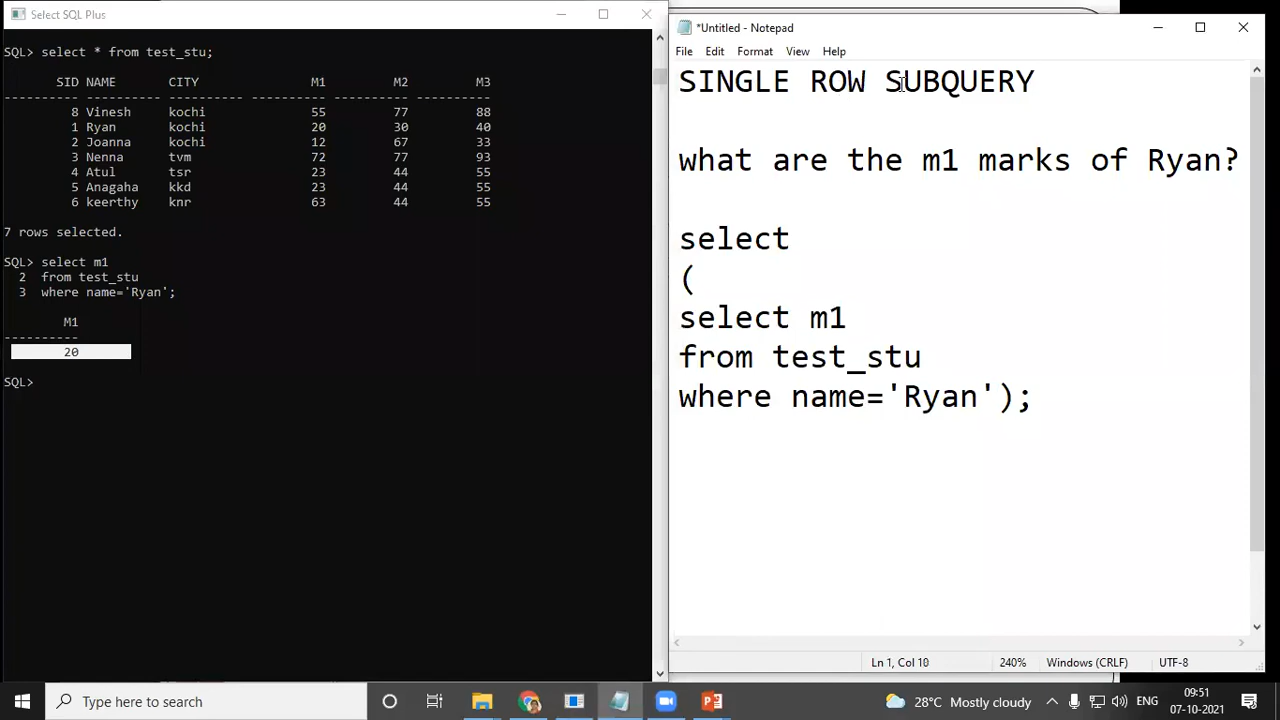 Select SQL Plus
SQL> select * from test_stu;
SID NAME CITY M1 M2 M3
---------- ---------- ---------- ---------- ---------- ----------
8 Vinesh kochi 55 77 88
1 Ryan kochi 20 30 40
2 Joanna kochi 12 67 33
3 Nenna tvm 72 77 93
4 Atul tsr 23 44 55
5 Anagaha kkd 23 44 55
6 keerthy knr 63 44 55
7 rows selected.
SQL> select m1
2 from test_stu
3 where name='Ryan';
M1
----------
20
SQL>
*Untitled - Notepad
File Edit Format View Help
SINGLE ROW SUBQUERY
what are the m1 marks of Ryan?
select
(
select m1
from test_stu
where name='Ryan');
Ln 1, Col 10 240% Windows (CRLF) UTF-8
Type here to search
28°C Mostly cloudy
ENG
09:51
07-10-2021